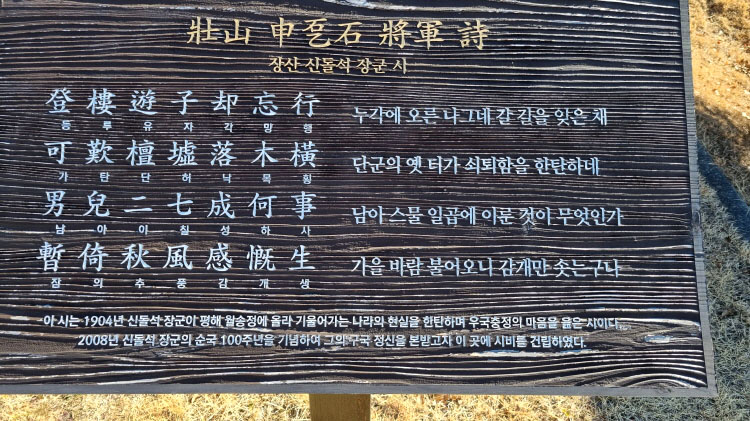 壯山 申乭石 將軍 詩
장산 신돌석 장군 시
登樓遊子却忘行 누각에 오른 나그네 갈 길을 잊은 채
등루유자각망행
可歎檀墟落木橫 단군의 옛 터가 쇠퇴함을 한탄하네
가탄단허낙목횡
男兒二七成何事 남아 스물 일곱에 이룬 것이 무엇인가
남아이칠성하사
暫倚秋風感慨生 가을 바람 불어오니 감개만 솟는구나
잠의추풍감개생
이 시는 1904년 신돌석 장군이 평해 월송정에 올라 기울어가는 나라와 현실을 한탄하며 우국충정의 마음을 읊은 시이다.
2008년 신돌석 장군의 순국 100주년을 기념하여 그의 구국 정신을 본받고자 이 곳에 시비를 건립하였다.